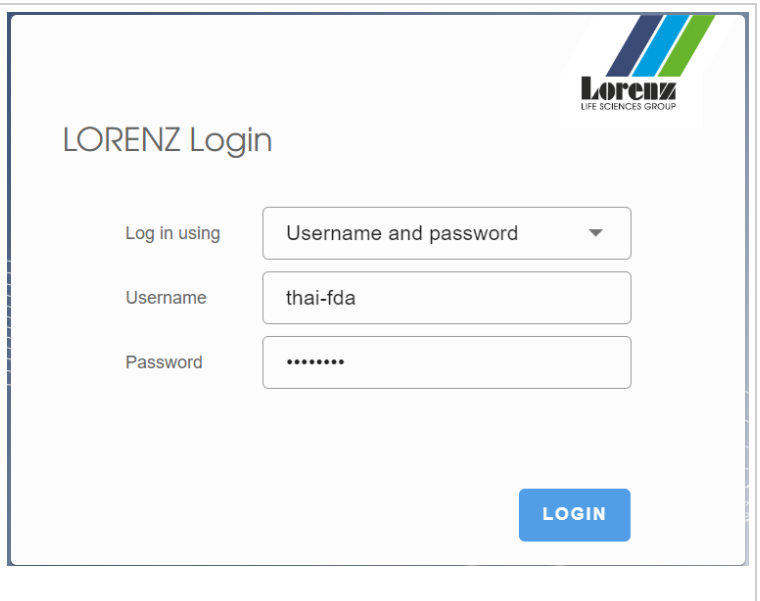 Lorenz
LIFE SCIENCES GROUP
LORENZ Login
Log in using Username and password
Username thai-fda
Password ••••••••
LOGIN